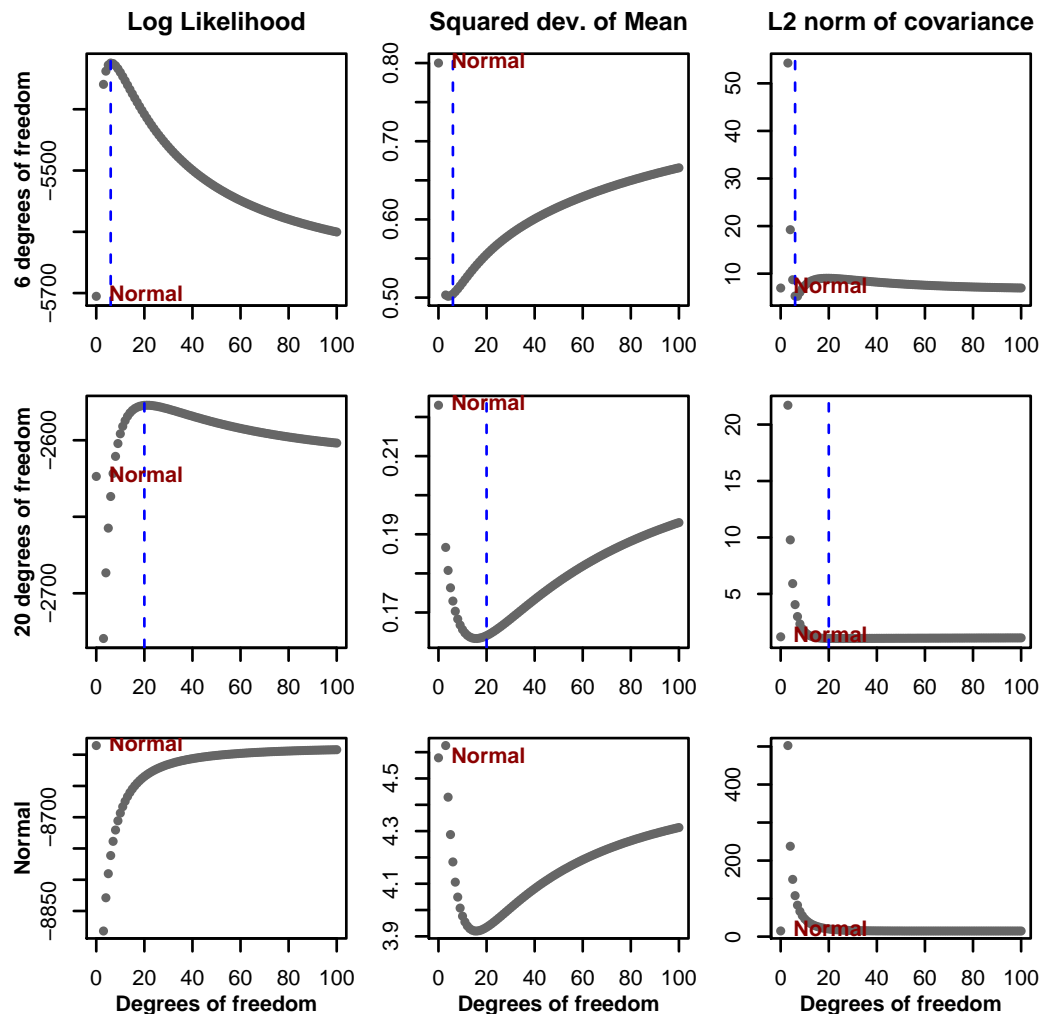 Log Likelihood
Squared dev. of Mean
L2 norm of covariance
6 degrees of freedom
−5500
−5700
Normal
0 20 40 60 80 100
0.80
0.70
0.60
0.50
Normal
0 20 40 60 80 100
50
40
30
20
10
Normal
0 20 40 60 80 100
20 degrees of freedom
−2600
−2700
Normal
0 20 40 60 80 100
0.21
0.19
0.17
Normal
0 20 40 60 80 100
20
15
10
5
Normal
0 20 40 60 80 100
Normal
−8700
−8850
Normal
0 20 40 60 80 100
Degrees of freedom
4.5
4.3
4.1
3.9
Normal
0 20 40 60 80 100
Degrees of freedom
400
200
0
Normal
0 20 40 60 80 100
Degrees of freedom